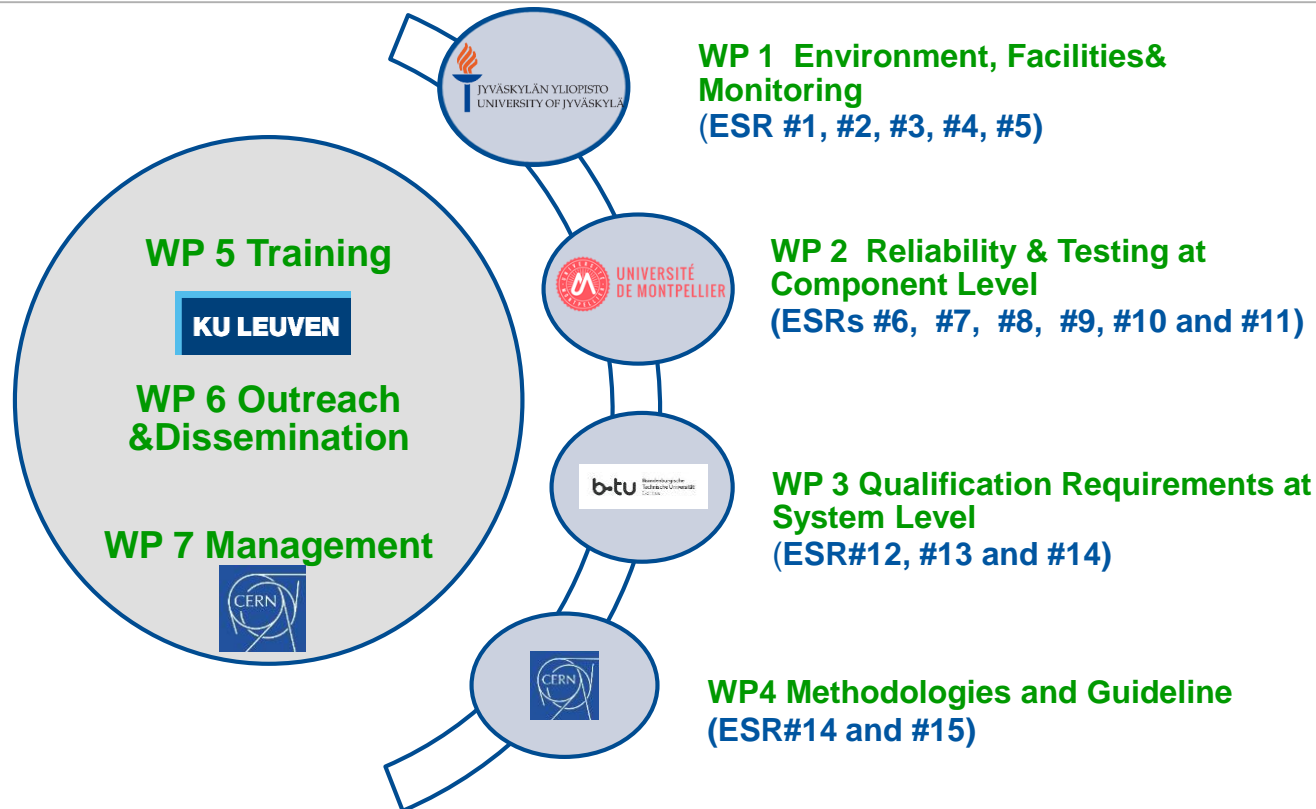 JYVÄSKYLÄN YLIOPISTO
UNIVERSITY OF JYVÄSKYLÄ
WP 1  Environment, Facilities&
Monitoring
(ESR #1, #2, #3, #4, #5)
WP 5 Training
KU LEUVEN
WP 6 Outreach
&Dissemination
WP 7 Management
CERN
UNIVERSITÉ
DE MONTPELLIER
WP 2  Reliability & Testing at
Component Level
(ESRs #6,  #7,  #8,  #9, #10 and #11)
b-tu
Brandenburgische
Technische Universität
WP 3 Qualification Requirements at
System Level
(ESR#12, #13 and #14)
CERN
WP4 Methodologies and Guideline
(ESR#14 and #15)